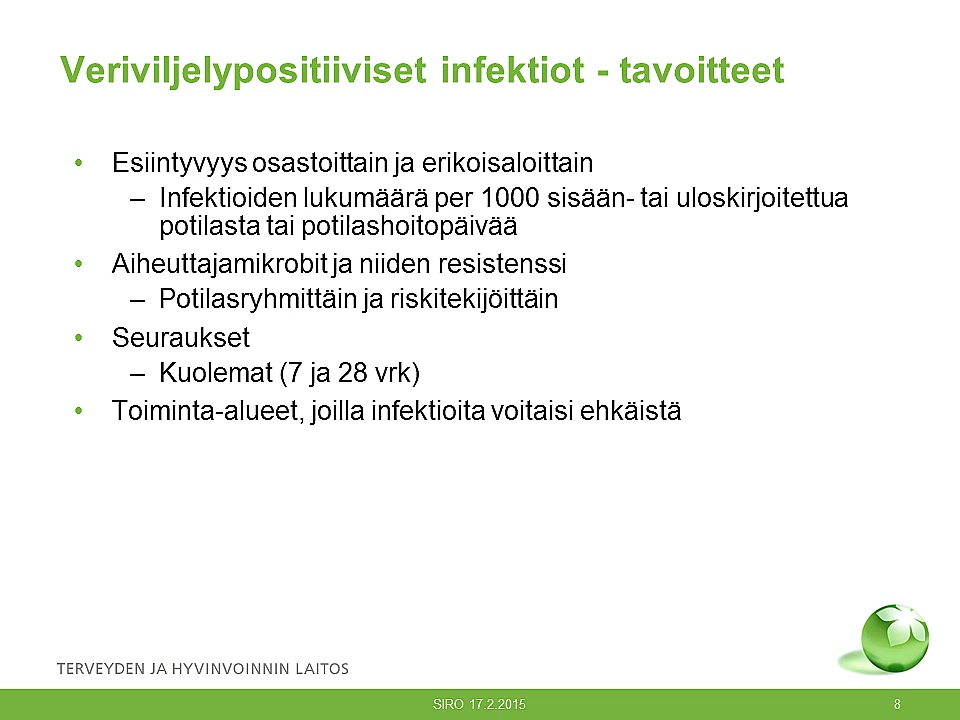 Veriviljelypositiiviset infektiot - tavoitteet
• Esiintyvyys osastoittain ja erikoisaloittain
– Infektioiden lukumäärä per 1000 sisään- tai uloskirjoitettua
potilasta tai potilashoitopäivää
• Aiheuttajamikrobit ja niiden resistenssi
– Potilasryhmittäin ja riskitekijöittäin
• Seuraukset
– Kuolemat (7 ja 28 vrk)
• Toiminta-alueet, joilla infektioita voitaisi ehkäistä
TERVEYDEN JA HYVINVOINNIN LAITOS
SIRO 17.2.2015 8